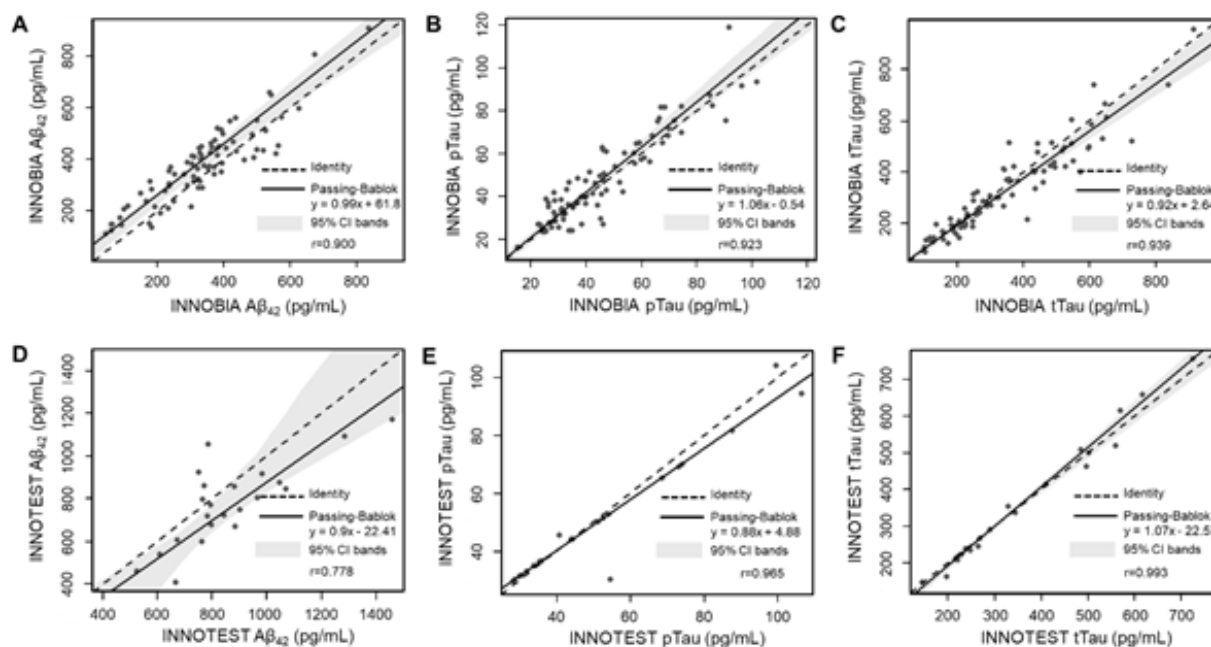 A
INNOBIA Aβ42 (pg/mL)
800
600
400
200
Identity
Passing-Bablok
y = 0.99x + 61.8
95% CI bands
r=0.900
200 400 600 800
INNOBIA Aβ42 (pg/mL)
B
INNOBIA pTau (pg/mL)
120
100
80
60
40
20
Identity
Passing-Bablok
y = 1.06x - 0.54
95% CI bands
r=0.923
20 40 60 80 100 120
INNOBIA pTau (pg/mL)
C
INNOBIA tTau (pg/mL)
800
600
400
200
Identity
Passing-Bablok
y = 0.92x + 2.64
95% CI bands
r=0.939
200 400 600 800
INNOBIA tTau (pg/mL)
D
INNOTEST Aβ42 (pg/mL)
1400
1200
1000
800
600
400
Identity
Passing-Bablok
y = 0.9x - 22.41
95% CI bands
r=0.778
400 600 800 1000 1200 1400
INNOTEST Aβ42 (pg/mL)
E
INNOTEST pTau (pg/mL)
100
80
60
40
Identity
Passing-Bablok
y = 0.88x + 4.88
95% CI bands
r=0.965
40 60 80 100
INNOTEST pTau (pg/mL)
F
INNOTEST tTau (pg/mL)
700
600
500
400
300
200
Identity
Passing-Bablok
95% CI bands
r=0.993
200 300 400 500 600 700
INNOTEST tTau (pg/mL)